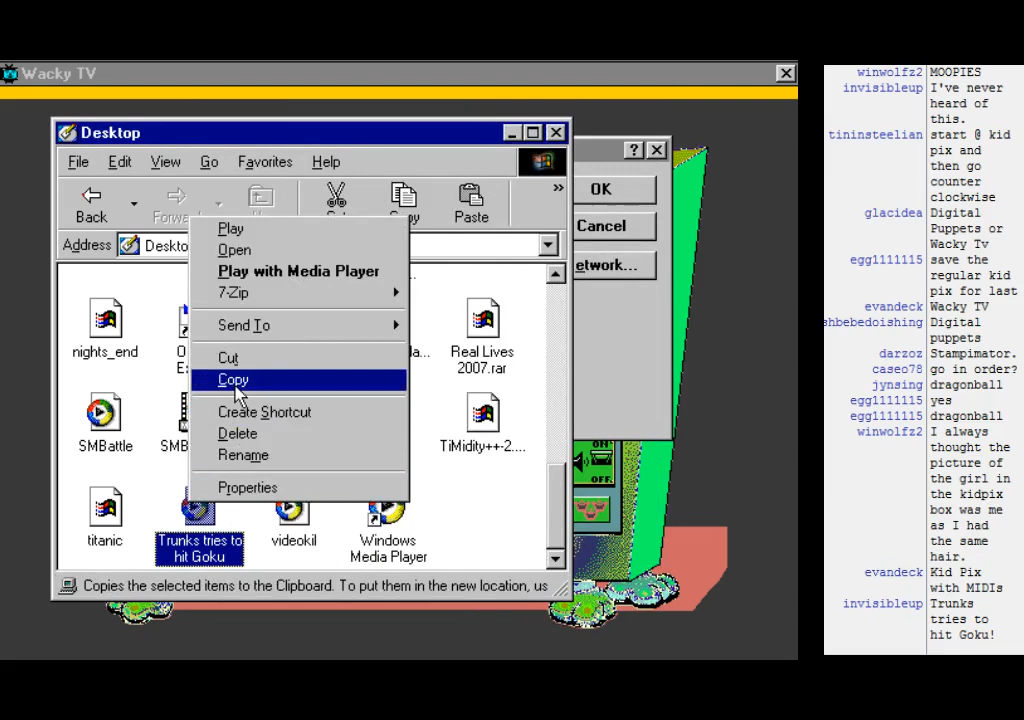 Wacky TV
Desktop
File Edit View Go Favorites Help
Back
Paste
Address Desktop
nights_end
Real Lives
2007.rar
SMBattle
TiMidity++-2....
titanic
Trunks tries to
hit Goku
videokil
Windows
Media Player
Play
Open
Play with Media Player
7-Zip
Send To
Cut
Copy
Create Shortcut
Delete
Rename
Properties
Copies the selected items to the Clipboard. To put them in the new location, us
OK
Cancel
etwork...
ON
OFF.
winwolfz2 MOOPIES
invisibleup I've never
heard of
this.
tininsteelian start @ kid
pix and
then go
counter
clockwise
glacidea Digital
Puppets or
Wacky Tv
egg1111115 save the
regular kid
pix for last
evandeck Wacky TV
shbebedoishing Digital
puppets
darzoz Stampimator.
caseo78 go in order?
jynsing dragonball
egg1111115 yes
egg1111115 dragonball
winwolfz2 I always
thought the
picture of
the girl in
the kidpix
box was me
as I had
the same
hair.
evandeck Kid Pix
with MIDIs
invisibleup Trunks
tries to
hit Goku!